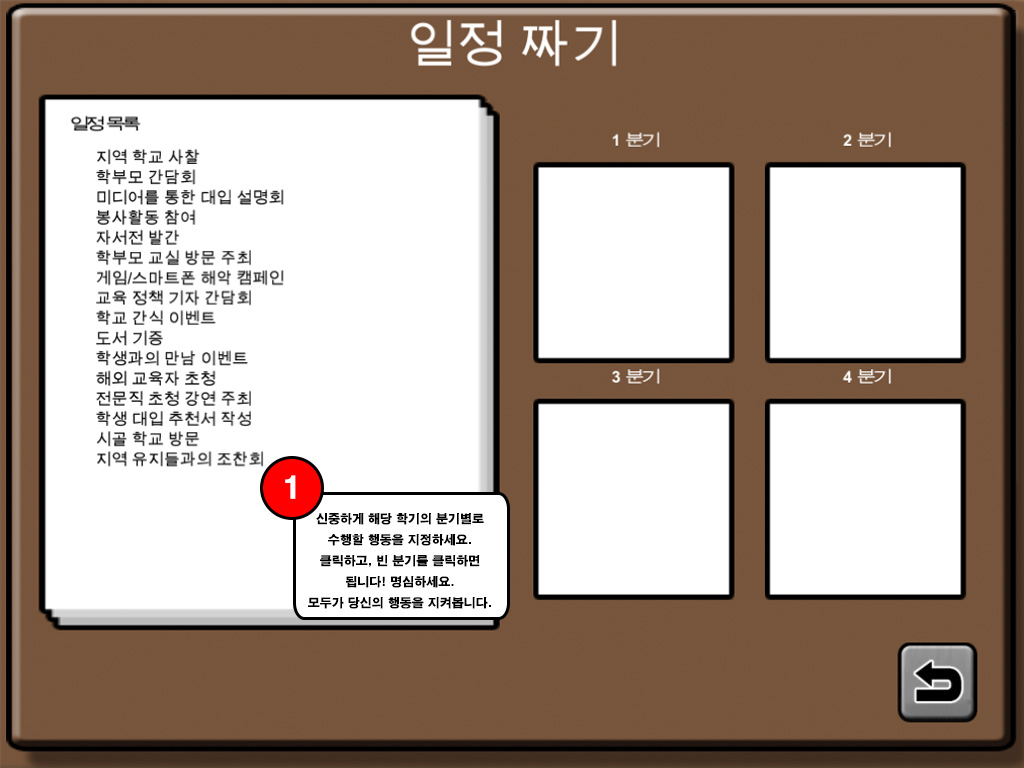 일정 짜기
일정 목록
지역 학교 사찰
학부모 간담회
미디어를 통한 대입 설명회
봉사활동 참여
자서전 발간
학부모 교실 방문 주최
게임/스마트폰 해악 캠페인
교육 정책 기자 간담회
학교 간식 이벤트
도서 기증
학생과의 만남 이벤트
해외 교육자 초청
전문직 초청 강연 주최
학생 대입 추천서 작성
시골 학교 방문
지역 유지들과의 조찬회
1
신중하게 해당 학기의 분기별로
수행할 행동을 지정하세요.
클릭하고, 빈 분기를 클릭하면
됩니다! 명심하세요.
모두가 당신의 행동을 지켜봅니다.
1 분기
2 분기
3 분기
4 분기